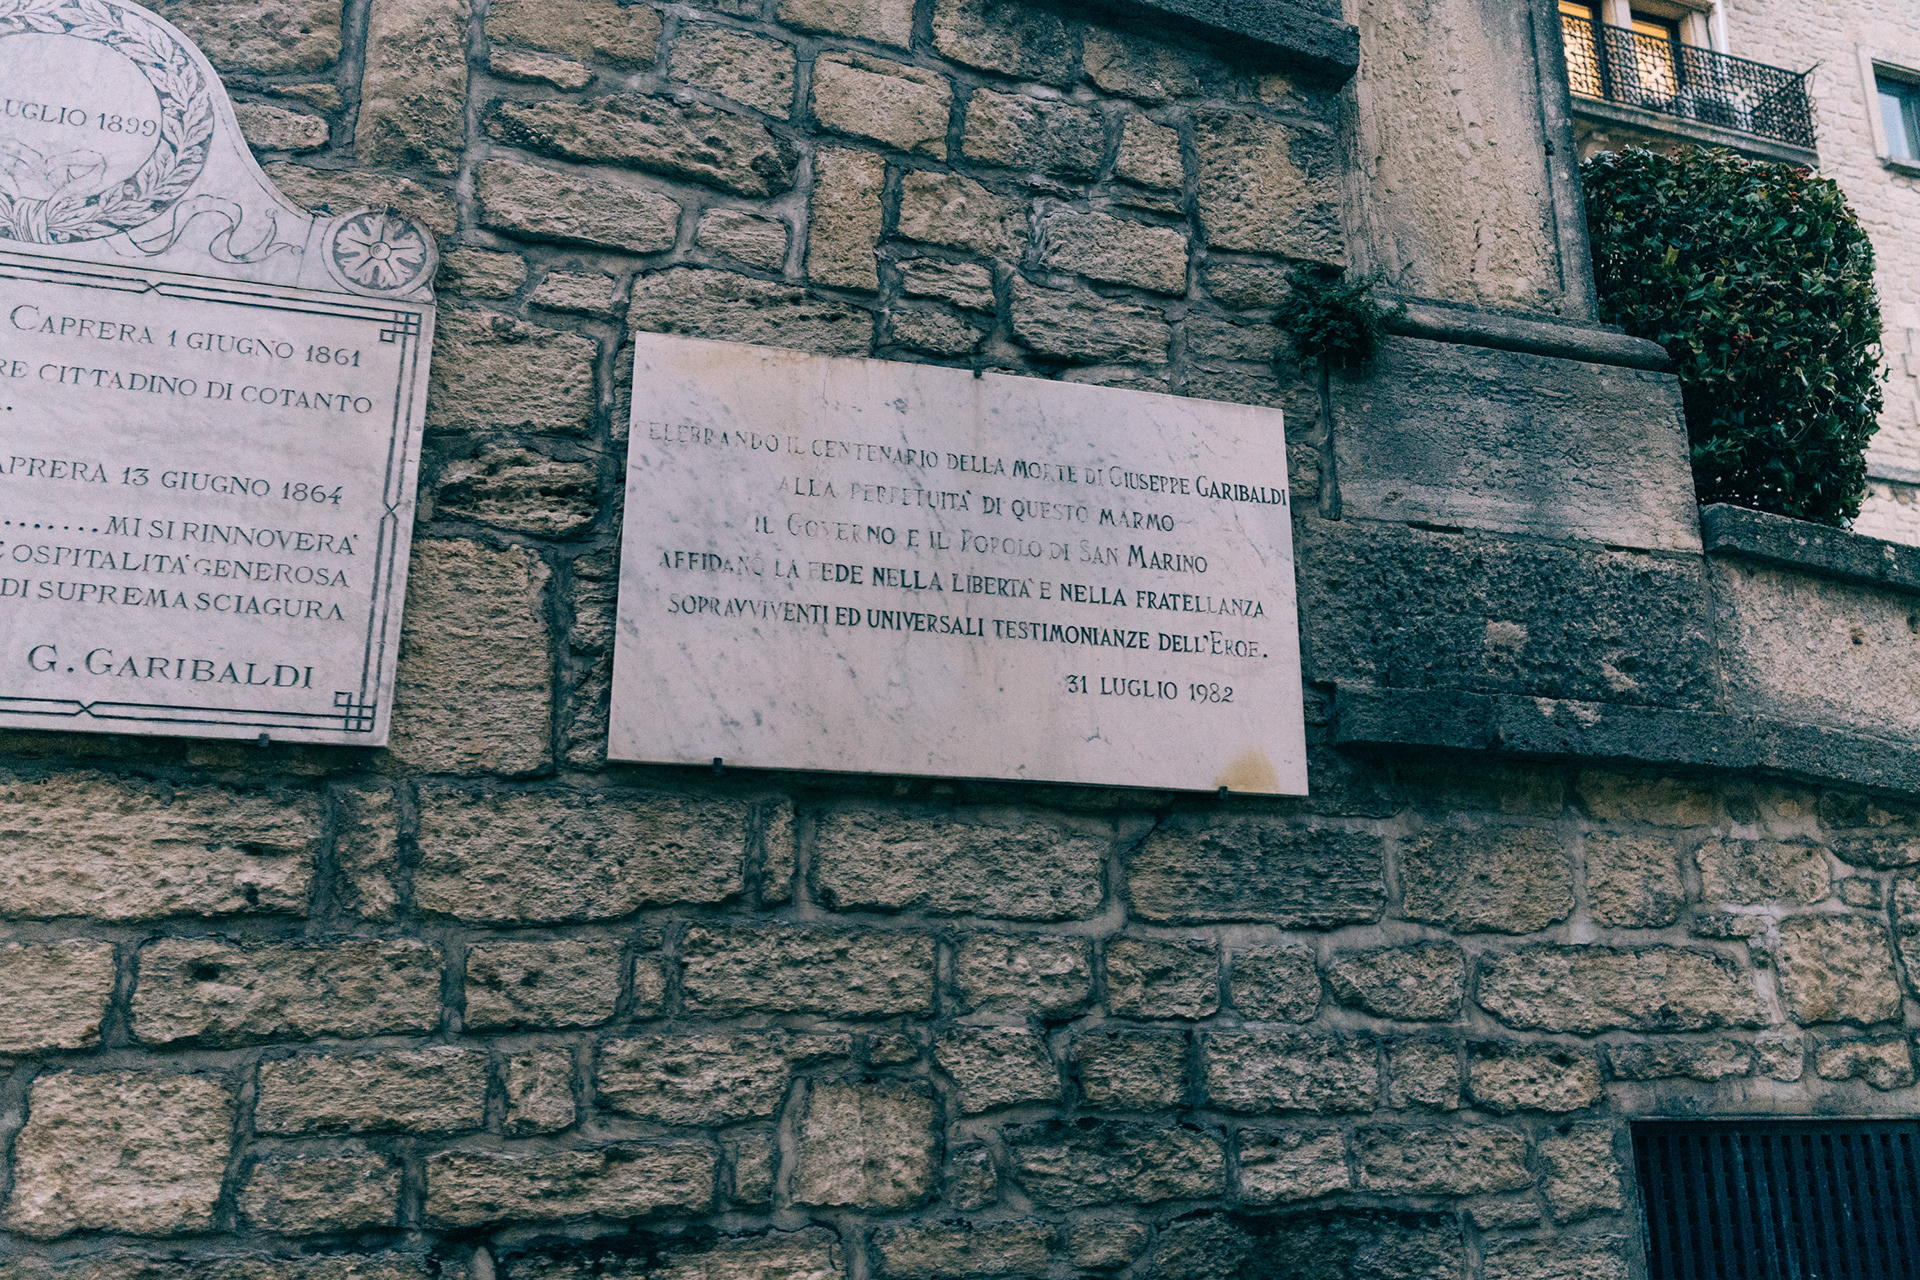 LUGLIO 1899
CAPRERA 1 GIUGNO 1861
RE CITTADINO DI COTANTO
.
APRERA 13 GIUGNO 1864
........MI SI RINNOVERA'
OSPITALITA' GENEROSA
DI SUPREMA SCIAGURA
G. GARIBALDI
CELEBRANDO IL CENTENARIO DELLA MORTE DI GIUSEPPE GARIBALDI
ALLA PERPETUITA' DI QUESTO MARMO
IL GOVERNO E IL POPOLO DI SAN MARINO
AFFIDANO LA FEDE NELLA LIBERTA' E NELLA FRATELLANZA
SOPRAVVIVENTI ED UNIVERSALI TESTIMONIANZE DELL'EROE.
31 LUGLIO 1982